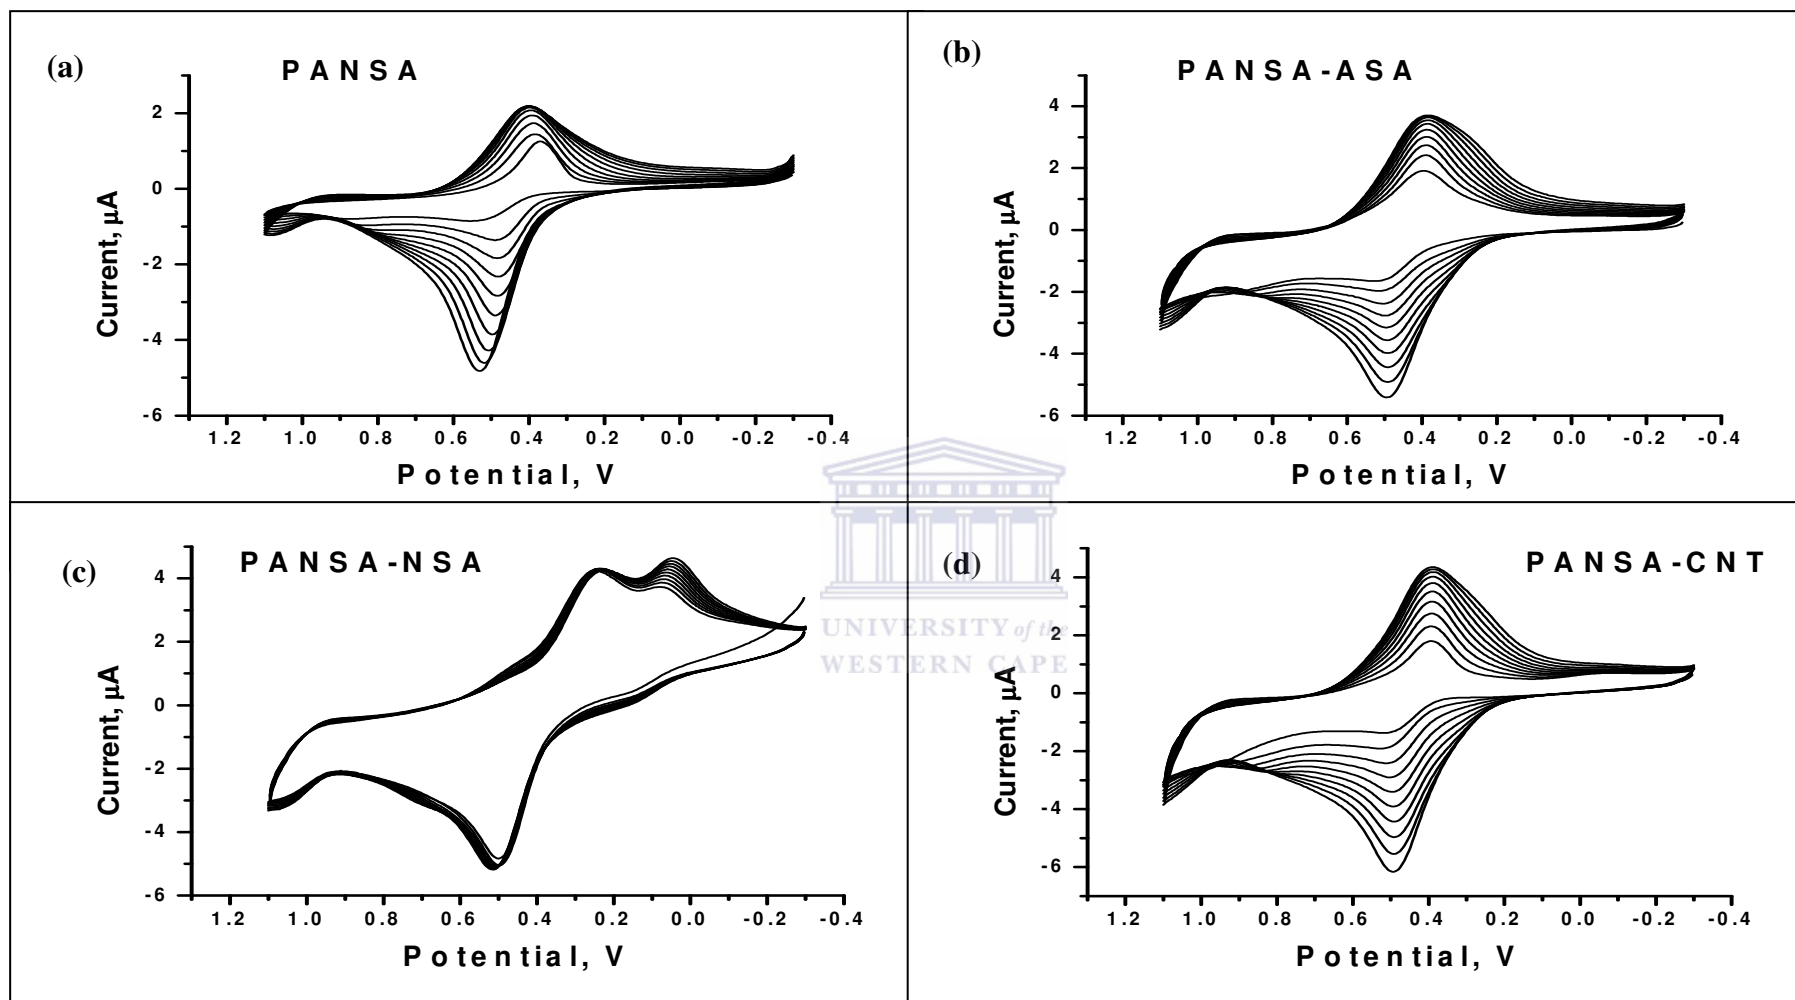 (a)
PANSA
2
0
-2
-4
-6
Current, µA
1.2 1.0 0.8 0.6 0.4 0.2 0.0 -0.2 -0.4
Potential, V
(b)
PANSA-ASA
4
2
0
-2
-4
-6
Current, µA
1.2 1.0 0.8 0.6 0.4 0.2 0.0 -0.2 -0.4
Potential, V
(c)
PANSA-NSA
4
2
0
-2
-4
-6
Current, µA
1.2 1.0 0.8 0.6 0.4 0.2 0.0 -0.2 -0.4
Potential, V
(d)
PANSA-CNT
4
2
0
-2
-4
-6
Current, µA
1.2 1.0 0.8 0.6 0.4 0.2 0.0 -0.2 -0.4
Potential, V
UNIVERSITY of the
WESTERN CAPE